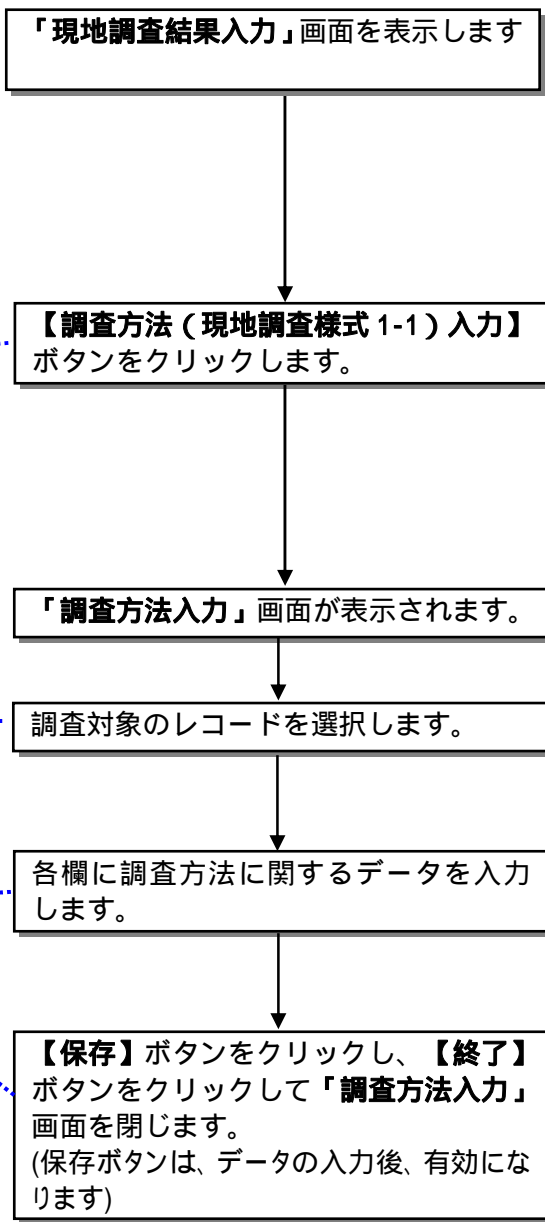 「現地調査結果入力」画面を表示します
【調査方法（現地調査様式 1-1）入力】
ボタンをクリックします。
「調査方法入力」画面が表示されます。
調査対象のレコードを選択します。
各欄に調査方法に関するデータを入力
します。
【保存】ボタンをクリックし、【終了】
ボタンをクリックして「調査方法入力」
画面を閉じます。
(保存ボタンは、データの入力後、有効にな
ります)